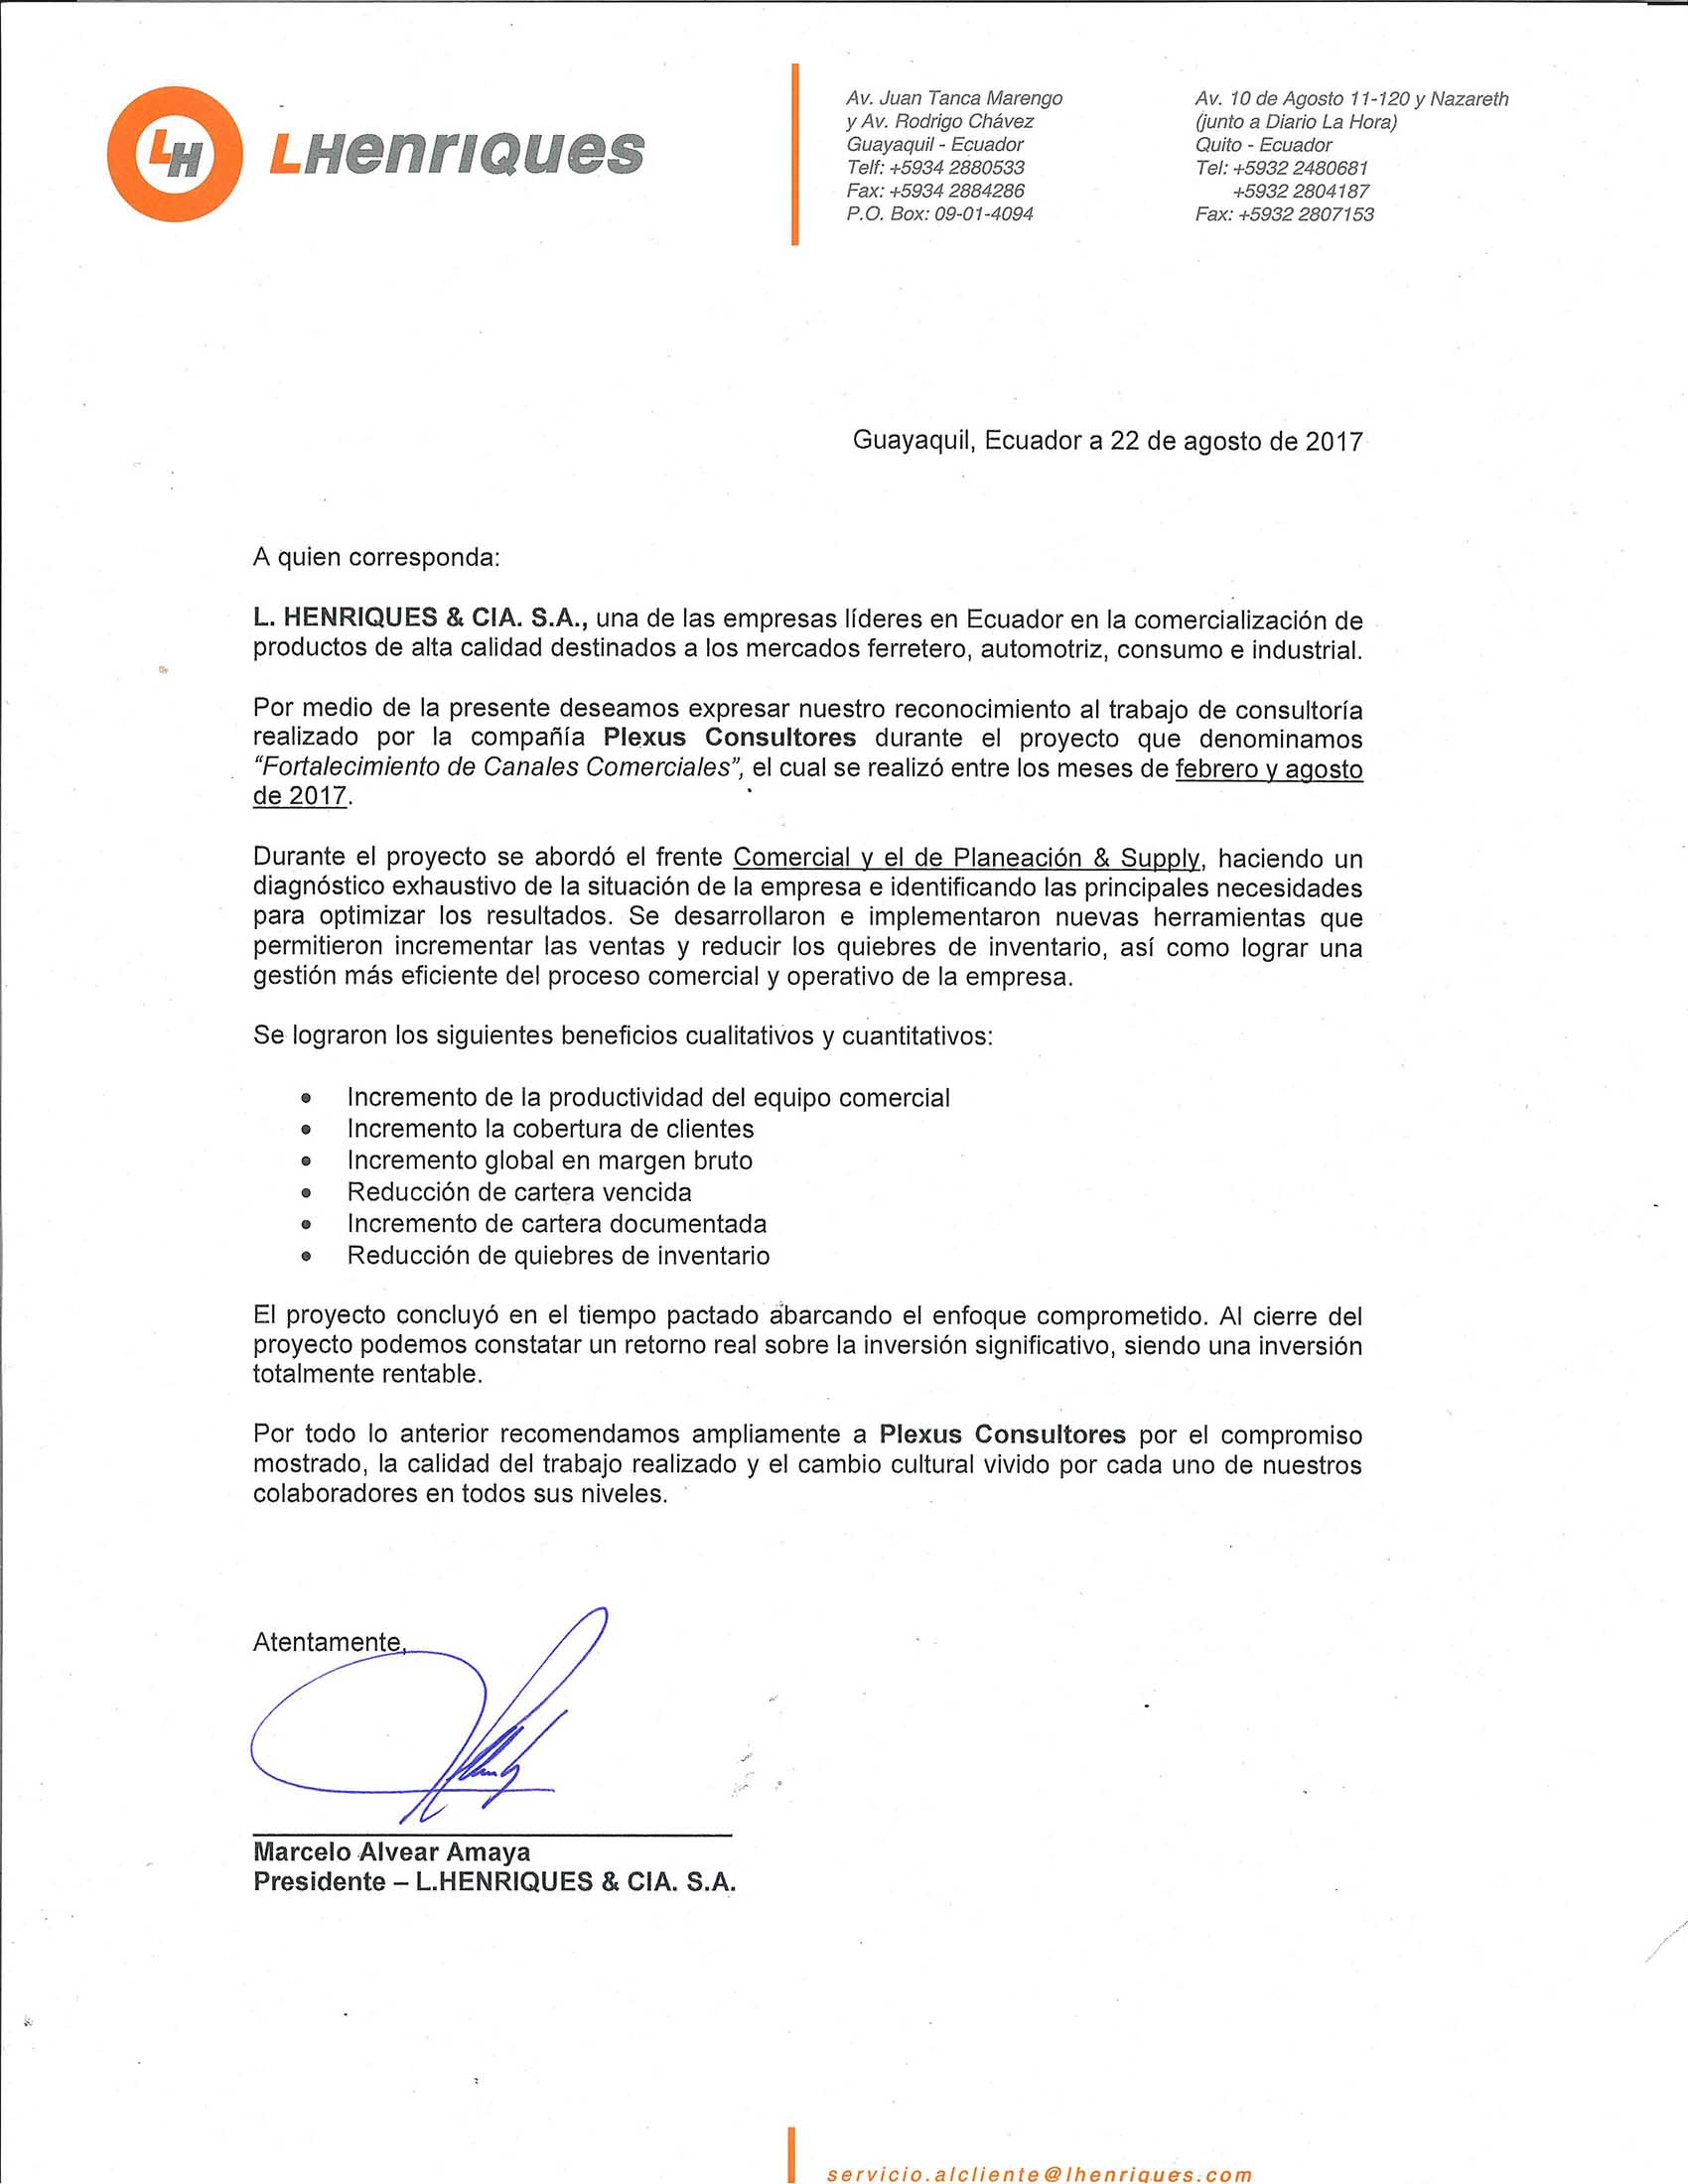 LH LHenriques
Av. Juan Tanca Marengo
y Av. Rodrigo Chávez
Guayaquil - Ecuador
Telf: +5934 2880533
Fax: +5934 2884286
P.O. Box: 09-01-4094
Av. 10 de Agosto 11-120 y Nazareth
(junto a Diario La Hora)
Quito - Ecuador
Tel: +5932 2480681
+5932 2804187
Fax: +5932 2807153
Guayaquil, Ecuador a 22 de agosto de 2017
A quien corresponda:
L. HENRIQUES & CIA. S.A., una de las empresas líderes en Ecuador en la comercialización de
productos de alta calidad destinados a los mercados ferretero, automotriz, consumo e industrial.
Por medio de la presente deseamos expresar nuestro reconocimiento al trabajo de consultoría
realizado por la compañía Plexus Consultores durante el proyecto que denominamos
“Fortalecimiento de Canales Comerciales”, el cual se realizó entre los meses de febrero y agosto
de 2017.
Durante el proyecto se abordó el frente Comercial y el de Planeación & Supply, haciendo un
diagnóstico exhaustivo de la situación de la empresa e identificando las principales necesidades
para optimizar los resultados. Se desarrollaron e implementaron nuevas herramientas que
permitieron incrementar las ventas y reducir los quiebres de inventario, así como lograr una
gestión más eficiente del proceso comercial y operativo de la empresa.
Se lograron los siguientes beneficios cualitativos y cuantitativos:
• Incremento de la productividad del equipo comercial
• Incremento la cobertura de clientes
• Incremento global en margen bruto
• Reducción de cartera vencida
• Incremento de cartera documentada
• Reducción de quiebres de inventario
El proyecto concluyó en el tiempo pactado abarcando el enfoque comprometido. Al cierre del
proyecto podemos constatar un retorno real sobre la inversión significativo, siendo una inversión
totalmente rentable.
Por todo lo anterior recomendamos ampliamente a Plexus Consultores por el compromiso
mostrado, la calidad del trabajo realizado y el cambio cultural vivido por cada uno de nuestros
colaboradores en todos sus niveles.
Atentamente,
Marcelo Alvear Amaya
Presidente – L.HENRIQUES & CIA. S.A.
servicio.alcliente@lhenriques.com